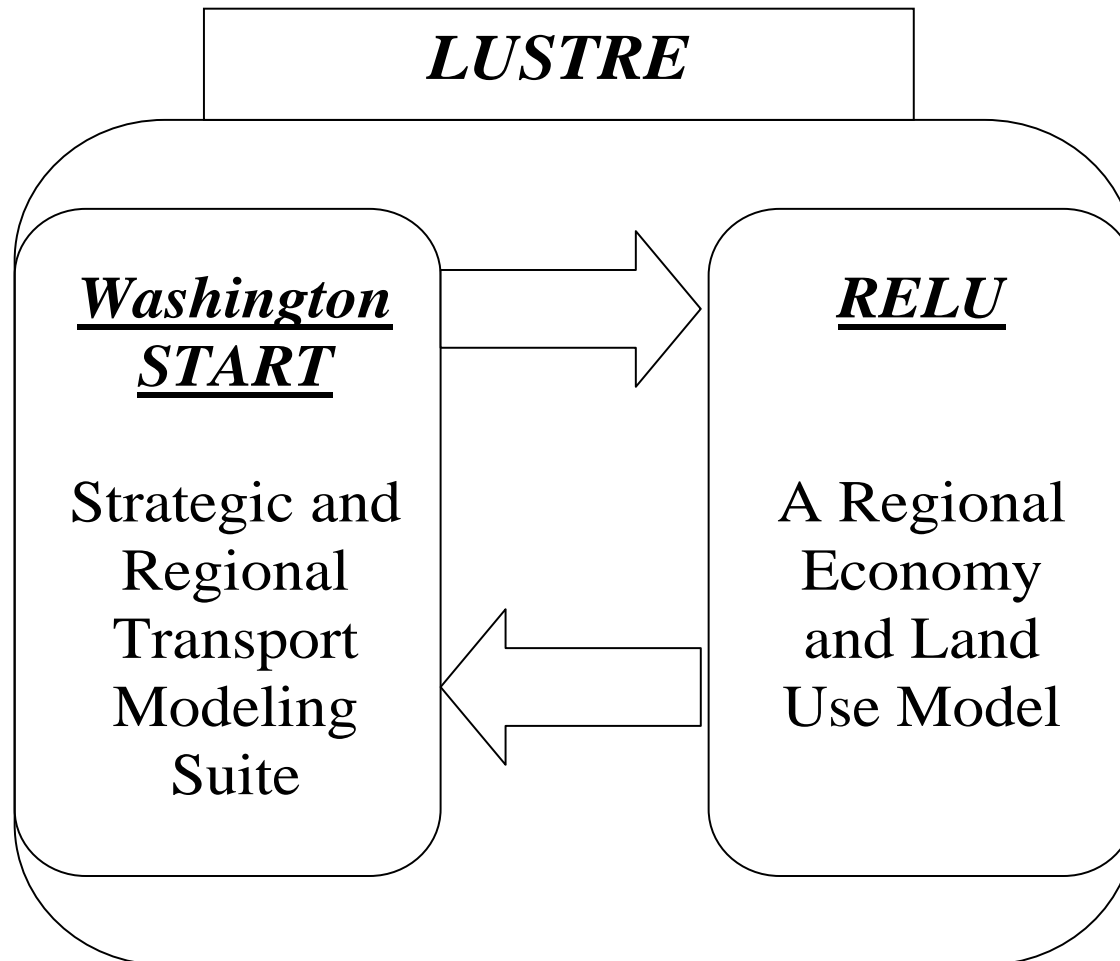 LUSTRE
Washington
START
Strategic and
Regional
Transport
Modeling
Suite
RELU
A Regional
Economy
and Land
Use Model